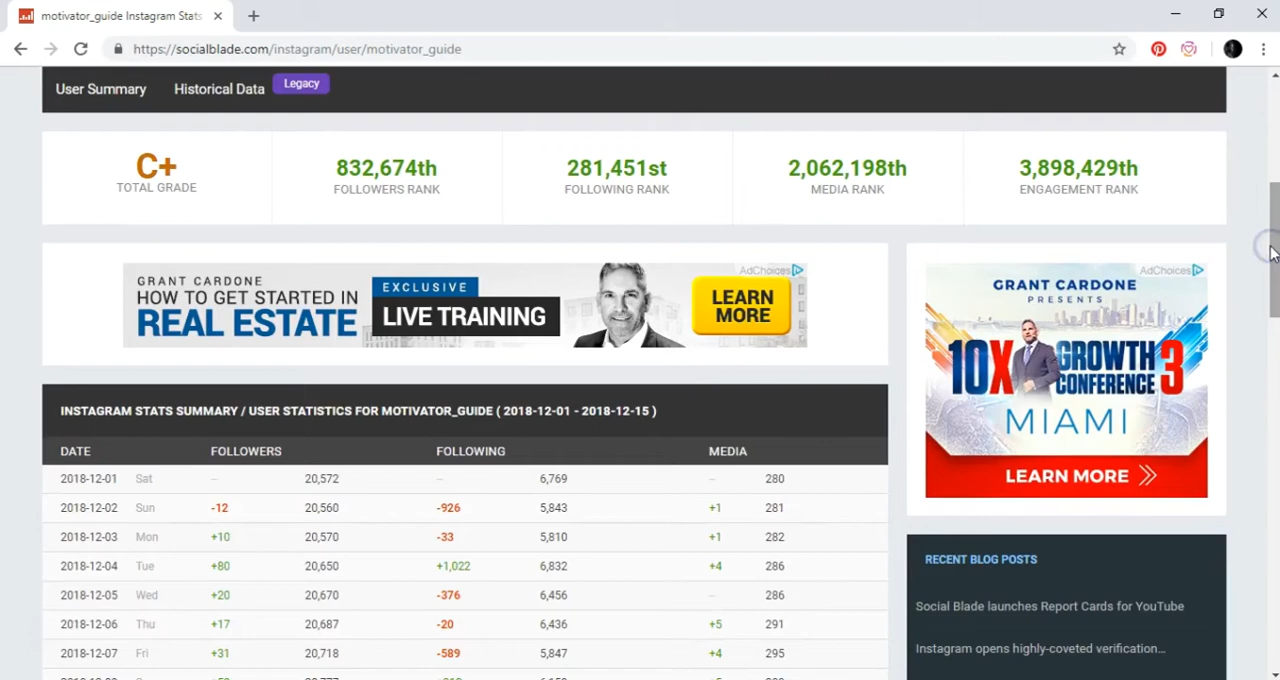 motivator_guide Instagram Stats
https://socialblade.com/instagram/user/motivator_guide
User Summary Historical Data Legacy
C+ 832,674th 281,451st 2,062,198th 3,898,429th
TOTAL GRADE FOLLOWERS RANK FOLLOWING RANK MEDIA RANK ENGAGEMENT RANK
AdChoices
GRANT CARDONE
HOW TO GET STARTED IN
REAL ESTATE
EXCLUSIVE
LIVE TRAINING
LEARN
MORE
AdChoices
GRANT CARDONE
PRESENTS
10X GROWTH
CONFERENCE 3
MIAMI
LEARN MORE
INSTAGRAM STATS SUMMARY / USER STATISTICS FOR MOTIVATOR_GUIDE ( 2018-12-01 - 2018-12-15 )
DATE FOLLOWERS FOLLOWING MEDIA
2018-12-01 Sat -- 20,572 -- 6,769 -- 280
2018-12-02 Sun -12 20,560 -926 5,843 +1 281
2018-12-03 Mon +10 20,570 -33 5,810 +1 282
2018-12-04 Tue +80 20,650 +1,022 6,832 +4 286
2018-12-05 Wed +20 20,670 -376 6,456 -- 286
2018-12-06 Thu +17 20,687 -20 6,436 +5 291
2018-12-07 Fri +31 20,718 -589 5,847 +4 295
RECENT BLOG POSTS
Social Blade launches Report Cards for YouTube
Instagram opens highly-coveted verification...